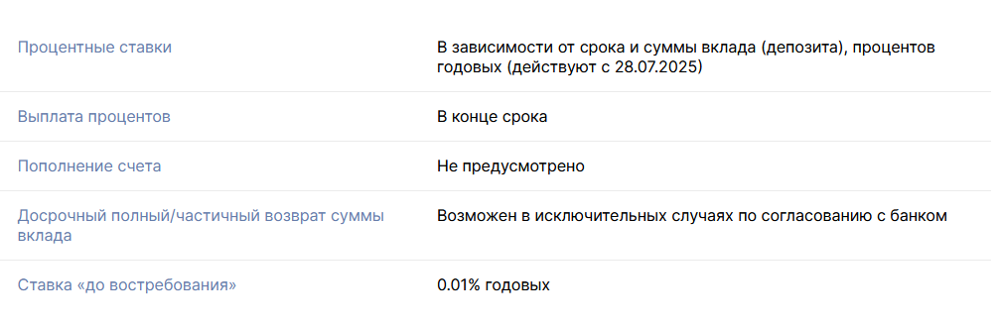 Процентные ставки
В зависимости от срока и суммы вклада (депозита), процентов
годовых (действуют с 28.07.2025)
Выплата процентов
В конце срока
Пополнение счета
Не предусмотрено
Досрочный полный/частичный возврат суммы
вклада
Возможен в исключительных случаях по согласованию с банком
Ставка «до востребования»
0.01% годовых